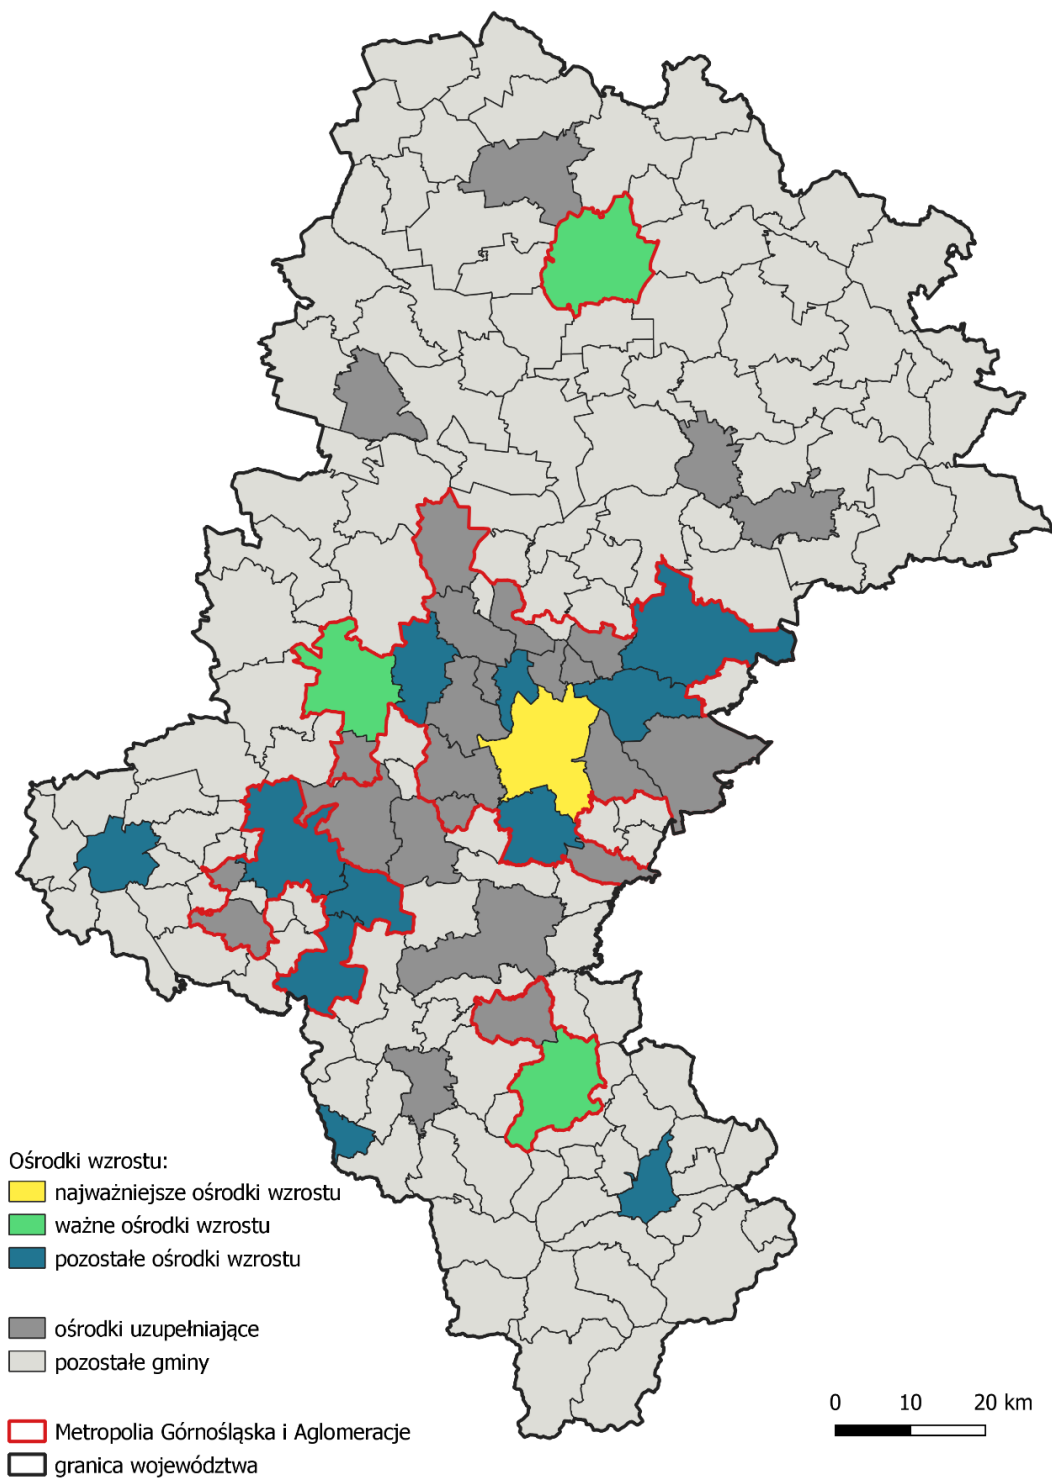 Ośrodki wzrostu:
najważniejsze ośrodki wzrostu
ważne ośrodki wzrostu
pozostałe ośrodki wzrostu
ośrodki uzupełniające
pozostałe gminy
Metropolia Górnośląska i Aglomeracje
granica województwa
0 10 20 km